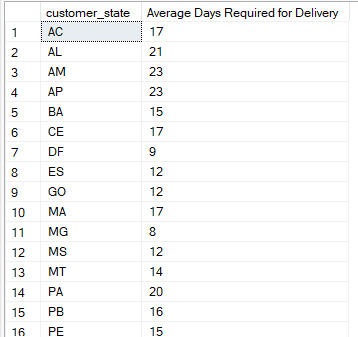 customer_state Average Days Required for Delivery
1 AC 17
2 AL 21
3 AM 23
4 AP 23
5 BA 15
6 CE 17
7 DF 9
8 ES 12
9 GO 12
10 MA 17
11 MG 8
12 MS 12
13 MT 14
14 PA 20
15 PB 16
16 PE 15